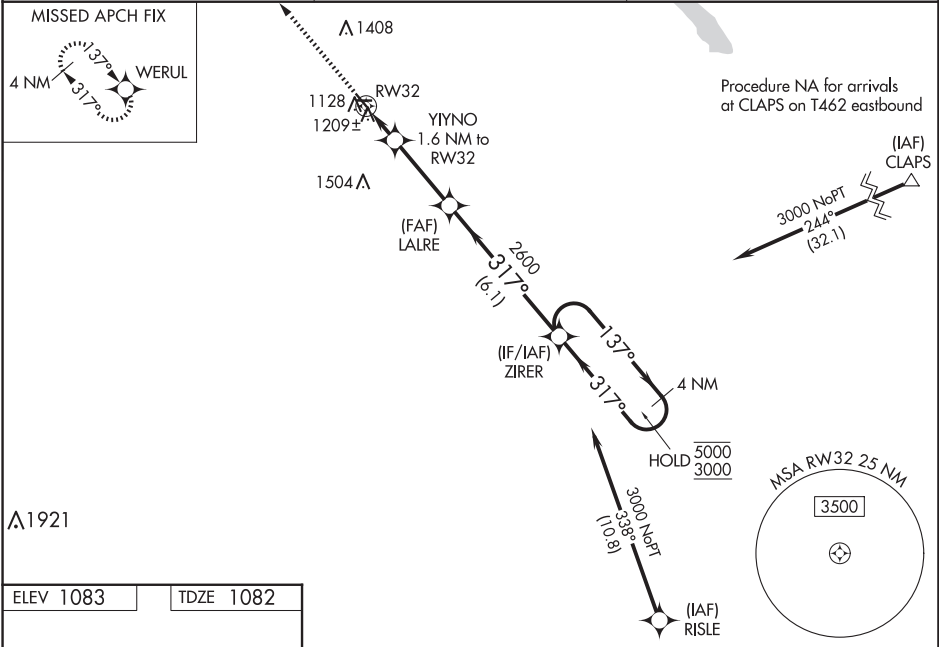 MISSED APCH FIX
4 NM
137°
317°
WERUL
1408
1128
RW32
1209±
YIYNO
1.6 NM to
RW32
1504
(FAF)
LALRE
2600
317°
(6.1)
(IF/IAF)
ZIRER
137°
317°
4 NM
HOLD
5000
3000
Procedure NA for arrivals
at CLAPS on T462 eastbound
(IAF)
CLAPS
3000 NoPT
244°
(32.1)
3000 NoPT
338°
(10.8)
(IAF)
RISLE
MSA RW32 25 NM
3500
1921
ELEV 1083
TDZE 1082